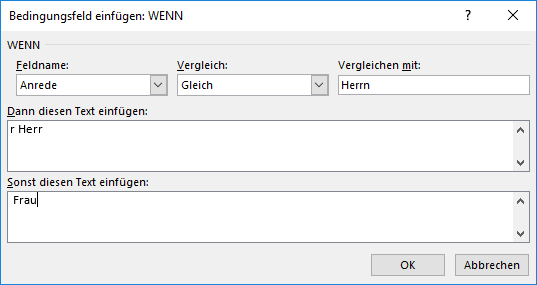 Bedingungsfeld einfügen: WENN
WENN
Feldname: Vergleich: Vergleichen mit:
Anrede Gleich Herrn
Dann diesen Text einfügen:
r Herr
Sonst diesen Text einfügen:
Frau
OK Abbrechen